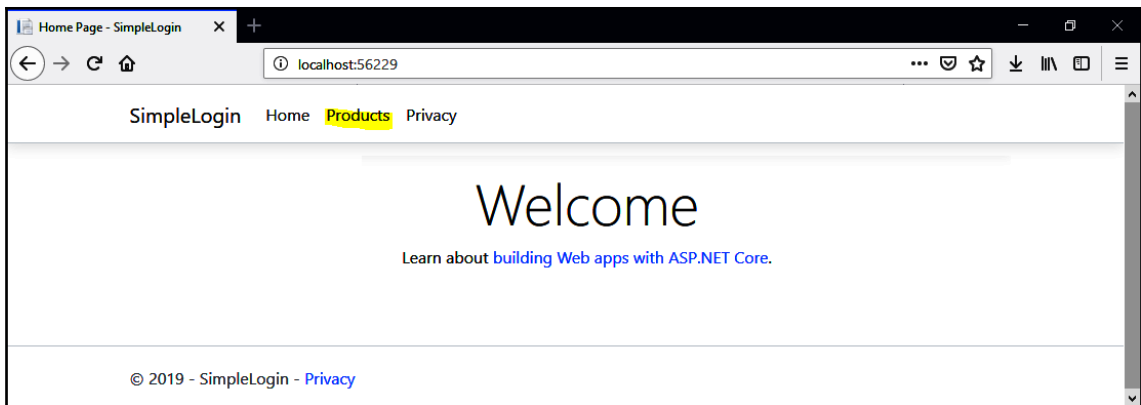 Home Page - SimpleLogin
localhost:56229
SimpleLogin Home Products Privacy
Welcome
Learn about building Web apps with ASP.NET Core.
© 2019 - SimpleLogin - Privacy